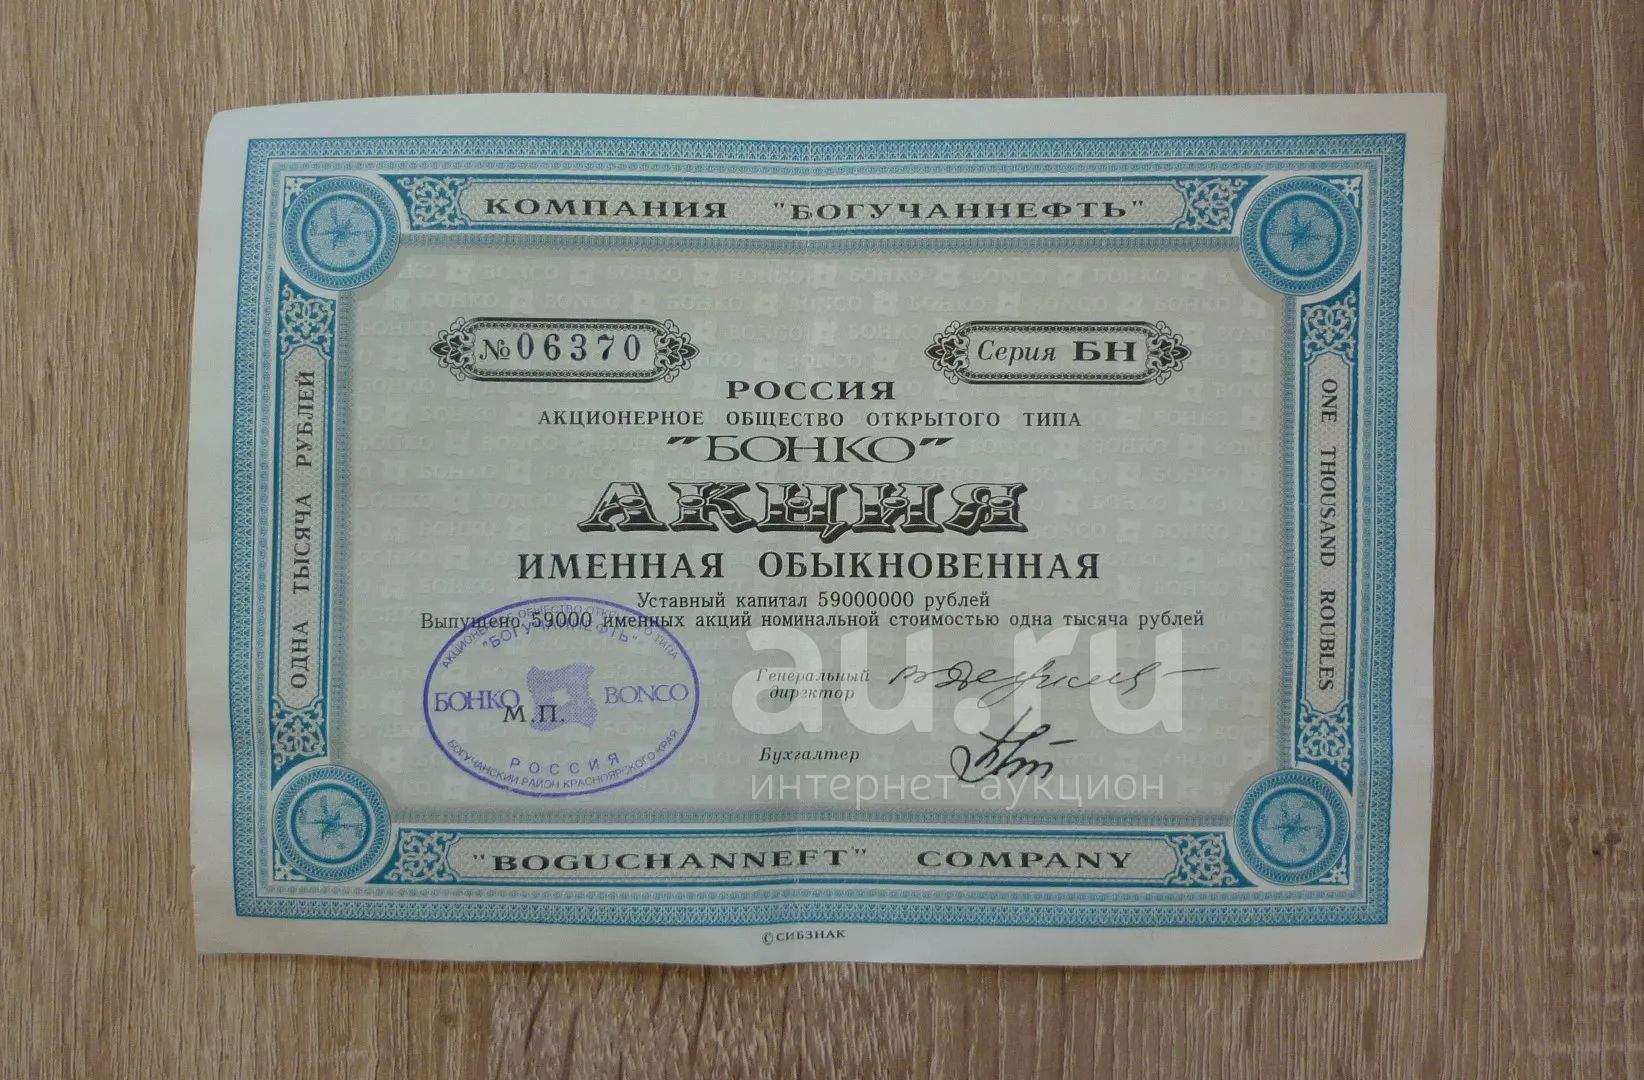 КОМПАНИЯ "БОГУЧАННЕФТЬ"
№ 06370
Серия БН
РОССИЯ
АКЦИОНЕРНОЕ ОБЩЕСТВО ОТКРЫТОГО ТИПА
"БОНКО"
АКЦИЯ
ИМЕННАЯ ОБЫКНОВЕННАЯ
Уставный капитал 59000000 рублей
Выпущено 59000 именных акций номинальной стоимостью одна тысяча рублей
ОДНА ТЫСЯЧА РУБЛЕЙ
ONE THOUSAND ROUBLES
АКЦИОНЕРНОЕ ОБЩЕСТВО ОТКРЫТОГО ТИПА
"БОГУЧАННЕФТЬ"
БОНКО BONCO
М.П.
РОССИЯ
БОГУЧАНСКИЙ РАЙОН КРАСНОЯРСКОГО КРАЯ
Генеральный
директор
Бухгалтер
au.ru
интернет-аукцион
"BOGUCHANNEFT" COMPANY
© СИБЗНАК